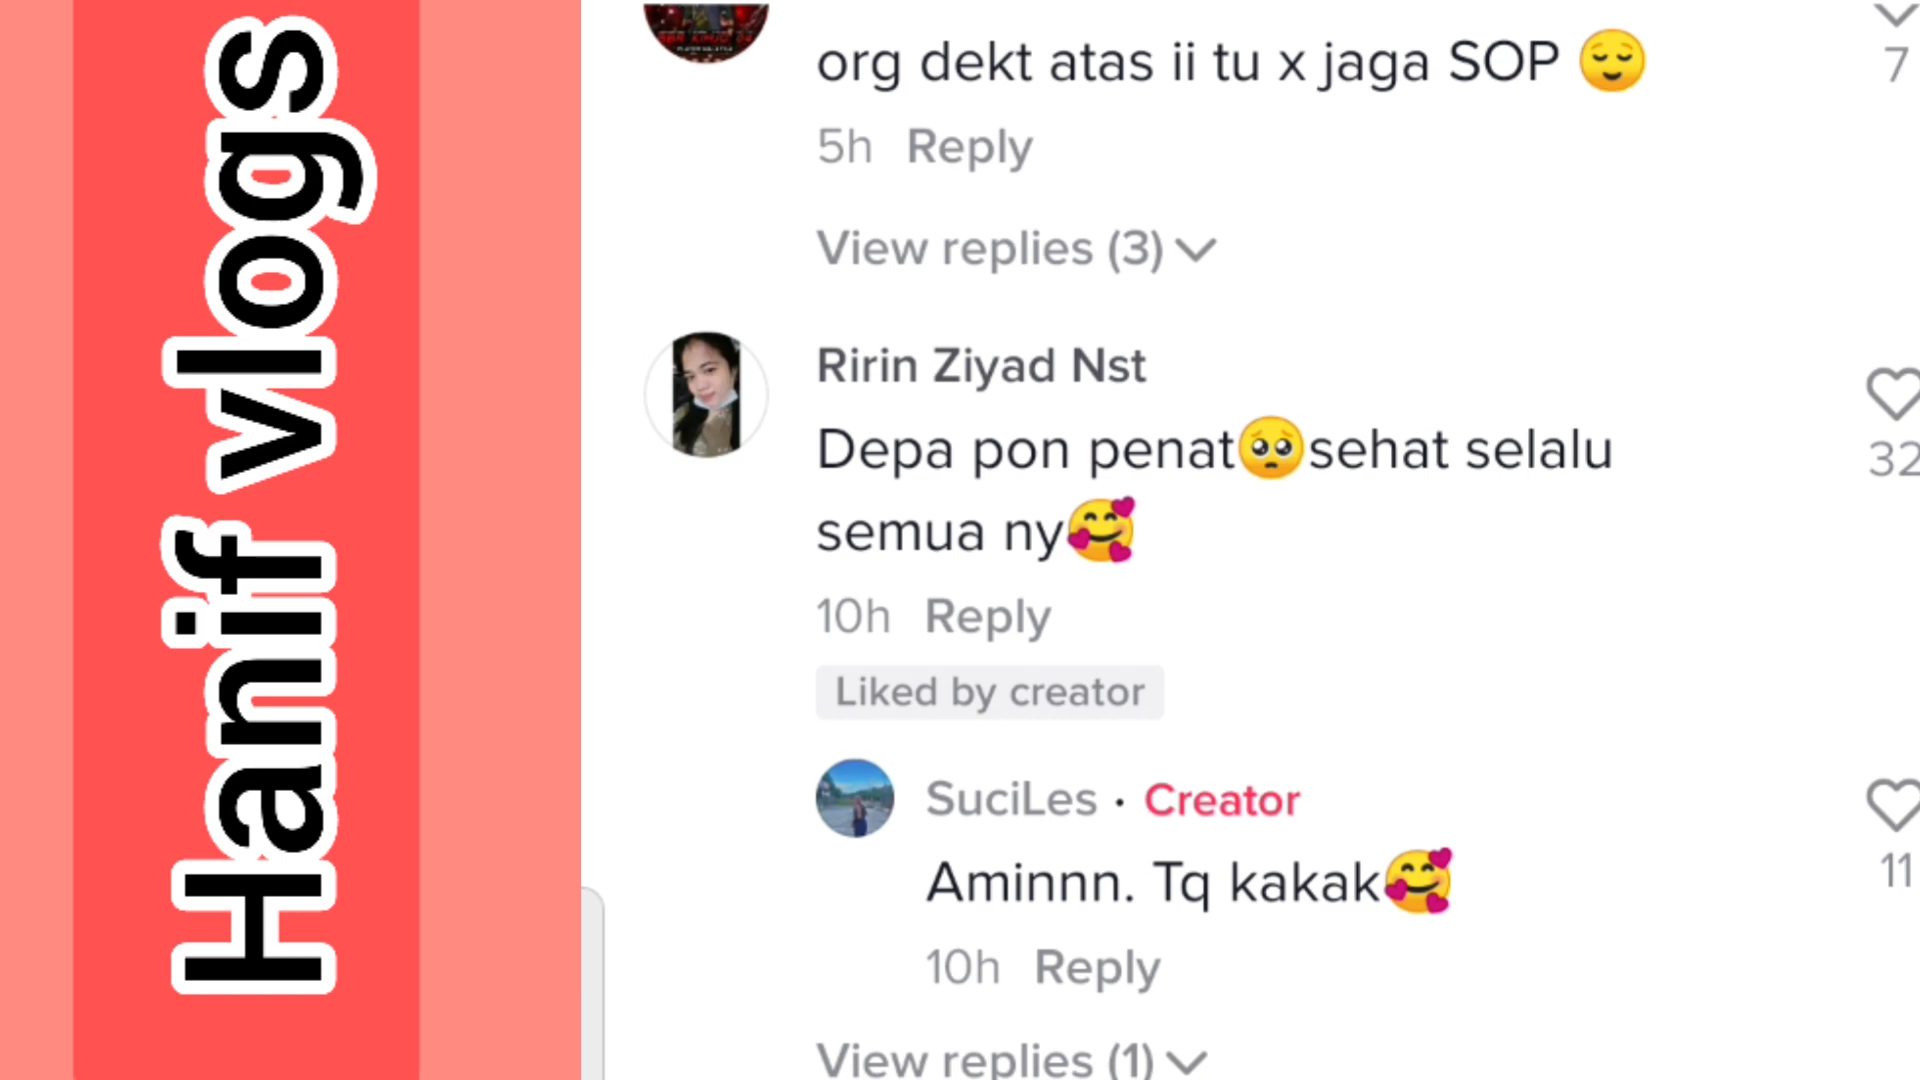 Hanif vlogs
org dekt atas ii tu x jaga SOP 😌
7
5h Reply
View replies (3)
Ririn Ziyad Nst
Depa pon penat🥺sehat selalu
semua ny🥰
32
10h Reply
Liked by creator
SuciLes · Creator
Aminnn. Tq kakak🥰
11
10h Reply
View replies (1)